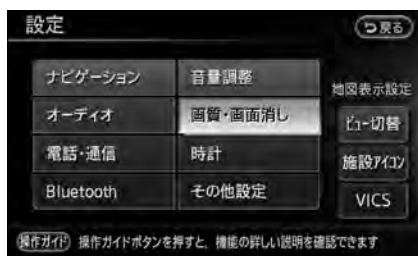 設定
戻る
ナビゲーション
音量調整
オーディオ
画質・画面消し
電話・通信
時計
Bluetooth
その他設定
地図表示設定
ビュー切替
施設アイコン
VICS
操作ガイド 操作ガイドボタンを押すと、機能の詳しい説明を確認できます